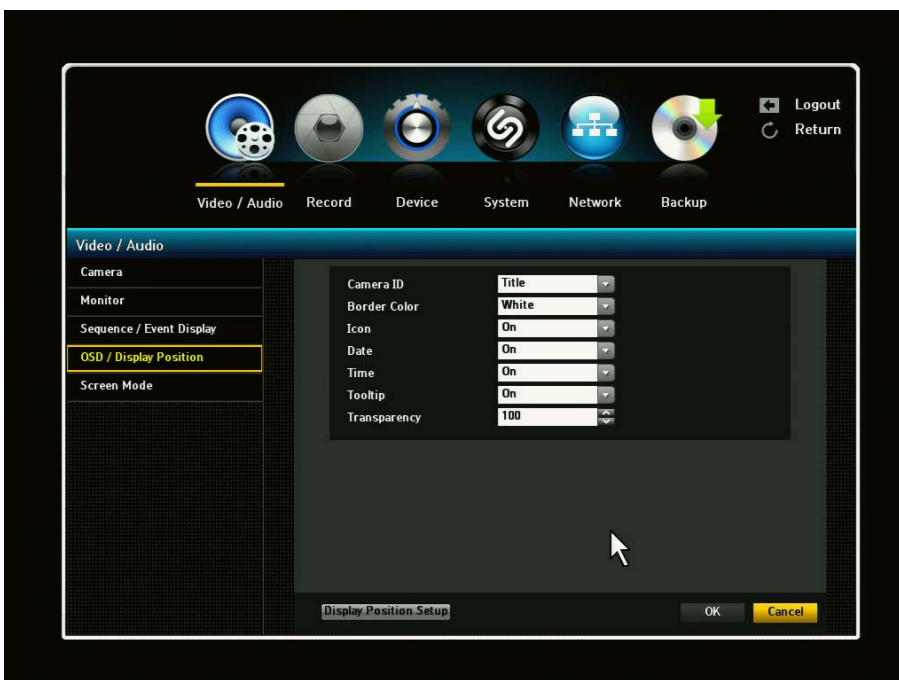 Logout
Return
Video / Audio Record Device System Network Backup
Video / Audio
Camera
Monitor
Sequence / Event Display
OSD / Display Position
Screen Mode
Camera ID Title
Border Color White
Icon On
Date On
Time On
Tooltip On
Transparency 100
Display Position Setup OK Cancel